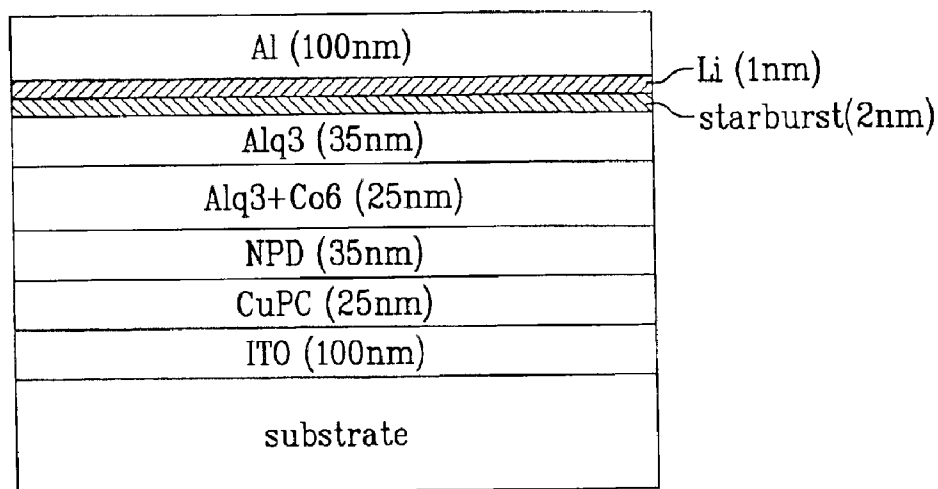 Al (100nm)
Li (1nm)
starburst(2nm)
Alq3 (35nm)
Alq3+Co6 (25nm)
NPD (35nm)
CuPC (25nm)
ITO (100nm)
substrate